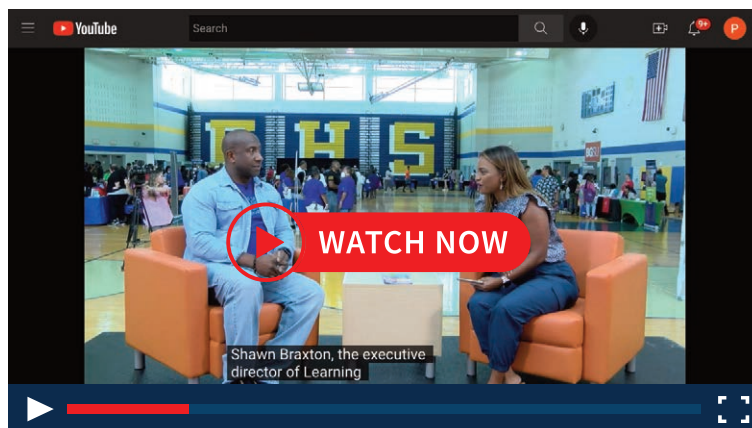 YouTube
Search
9+
P
EHS
WATCH NOW
Shawn Braxton, the executive
director of Learning